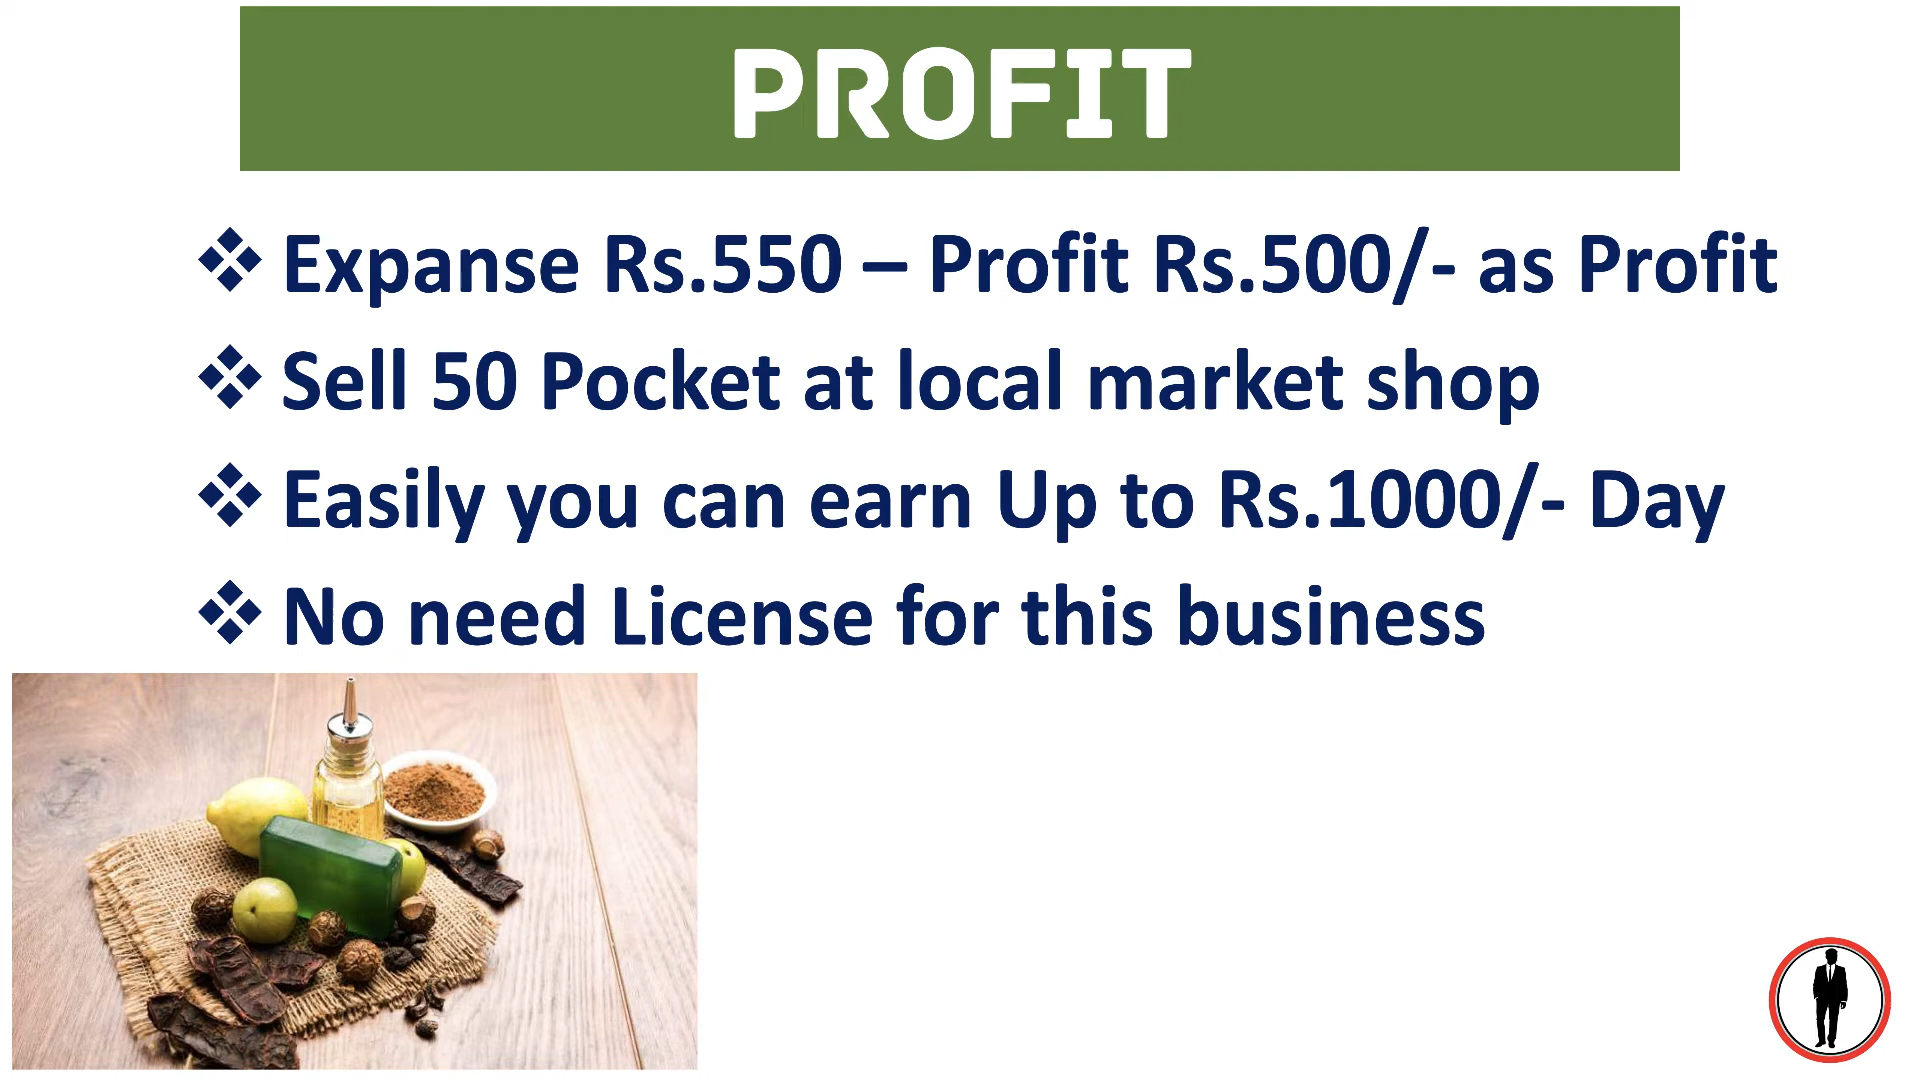 PROFIT
❖ Expanse Rs.550 – Profit Rs.500/- as Profit
❖ Sell 50 Pocket at local market shop
❖ Easily you can earn Up to Rs.1000/- Day
❖ No need License for this business